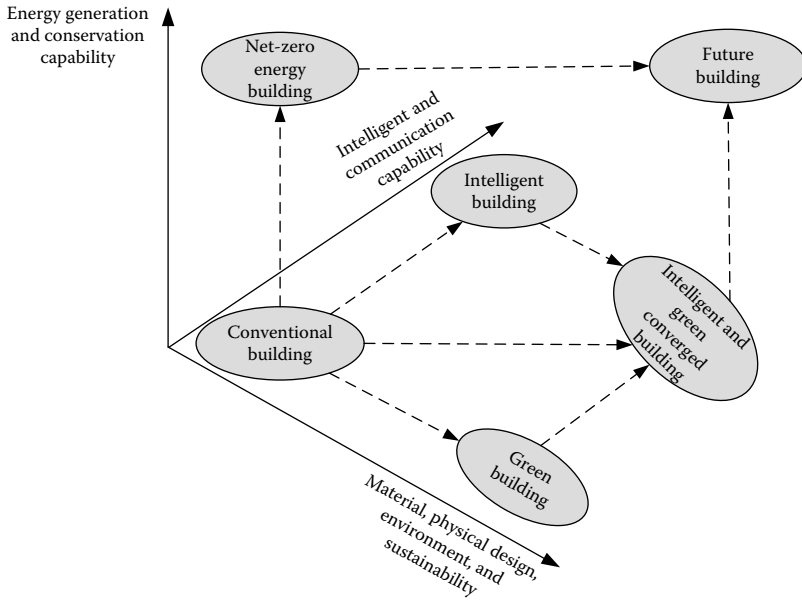 Energy generation
and conservation
capability
Net-zero
energy
building
Future
building
Intelligent and
communication
capability
Intelligent
building
Conventional
building
Intelligent and
green
converged
building
Green
building
Material, physical design,
environment, and
sustainability